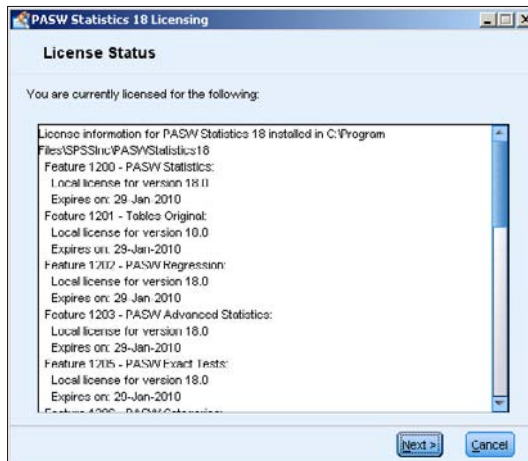 PASW Statistics 18 Licensing
License Status
You are currently licensed for the following:
License information for PASW Statistics 18 installed in C:\Program
Files\SPSSInc\PASWStatistics18
Feature 1200 - PASW Statistics:
Local license for version 18.0
Expires on: 29-Jan-2010
Feature 1201 - Tables Original:
Local license for version 18.0
Expires on: 29-Jan-2010
Feature 1202 - PASW Regression:
Local license for version 18.0
Expires on: 29-Jan-2010
Feature 1203 - PASW Advanced Statistics:
Local license for version 18.0
Expires on: 29-Jan-2010
Feature 1205 - PASW Exact Tests:
Local license for version 18.0
Expires on: 29-Jan-2010
Feature 1206 - PASW Categories:
Next >
Cancel